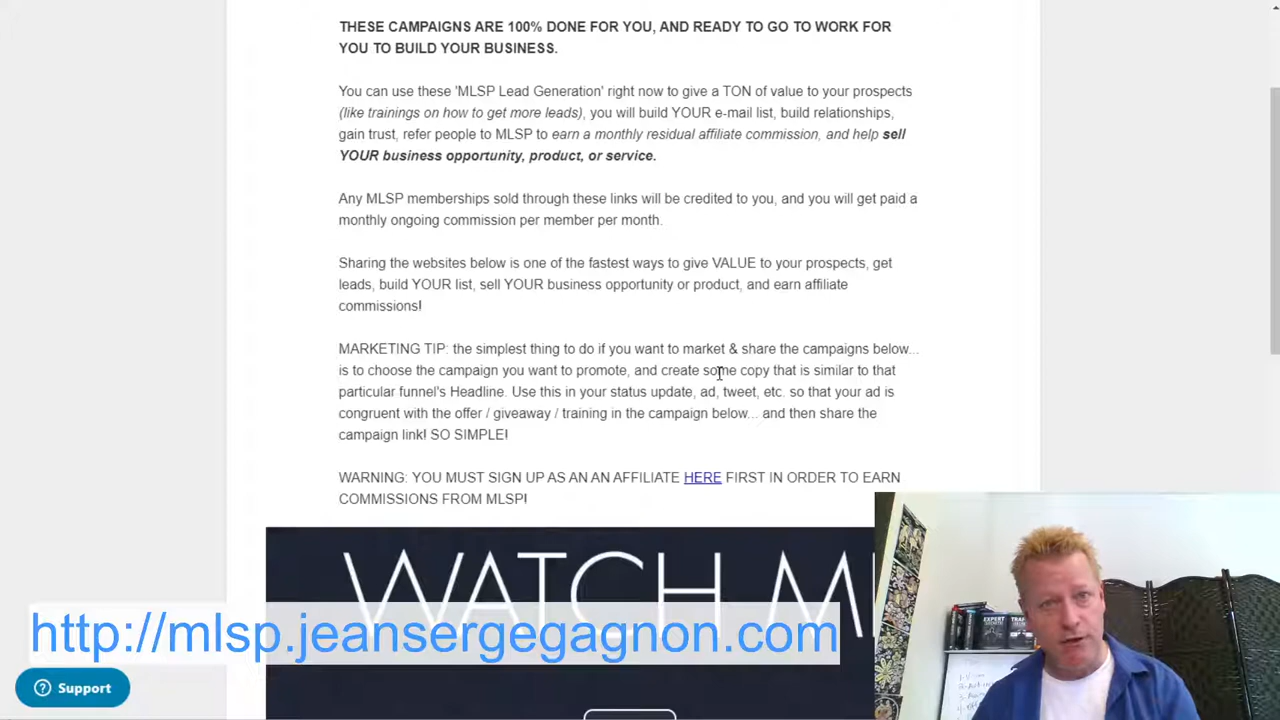 THESE CAMPAIGNS ARE 100% DONE FOR YOU, AND READY TO GO TO WORK FOR
YOU TO BUILD YOUR BUSINESS.
You can use these 'MLSP Lead Generation' right now to give a TON of value to your prospects
(like trainings on how to get more leads), you will build YOUR e-mail list, build relationships,
gain trust, refer people to MLSP to earn a monthly residual affiliate commission, and help sell
YOUR business opportunity, product, or service.
Any MLSP memberships sold through these links will be credited to you, and you will get paid a
monthly ongoing commission per member per month.
Sharing the websites below is one of the fastest ways to give VALUE to your prospects, get
leads, build YOUR list, sell YOUR business opportunity or product, and earn affiliate
commissions!
MARKETING TIP: the simplest thing to do if you want to market & share the campaigns below...
is to choose the campaign you want to promote, and create some copy that is similar to that
particular funnel's Headline. Use this in your status update, ad, tweet, etc. so that your ad is
congruent with the offer / giveaway / training in the campaign below... and then share the
campaign link! SO SIMPLE!
WARNING: YOU MUST SIGN UP AS AN AN AFFILIATE HERE FIRST IN ORDER TO EARN
COMMISSIONS FROM MLSP!
WATCH M
http://mlsp.jeansergegagnon.com
Support
EXPERT
SECRETS